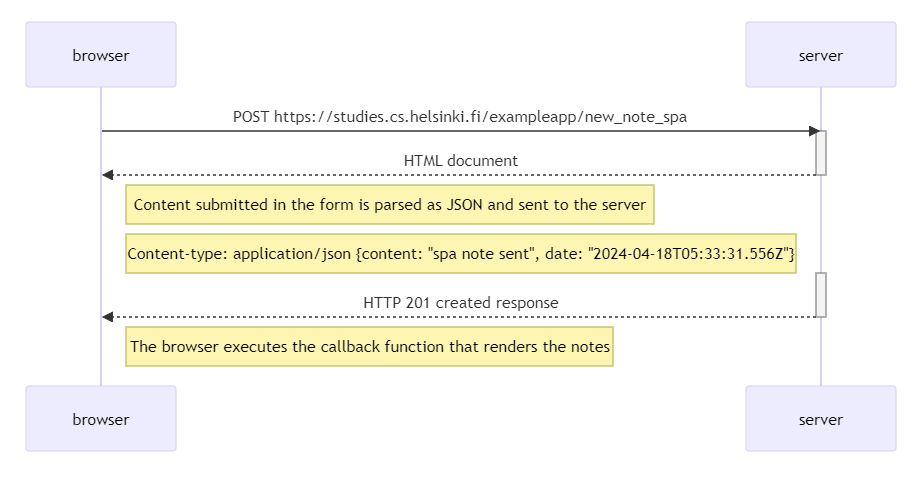 browser
server
POST https://studies.cs.helsinki.fi/exampleapp/new_note_spa
HTML document
Content submitted in the form is parsed as JSON and sent to the server
Content-type: application/json {content: "spa note sent", date: "2024-04-18T05:33:31.556Z"}
HTTP 201 created response
The browser executes the callback function that renders the notes
browser
server